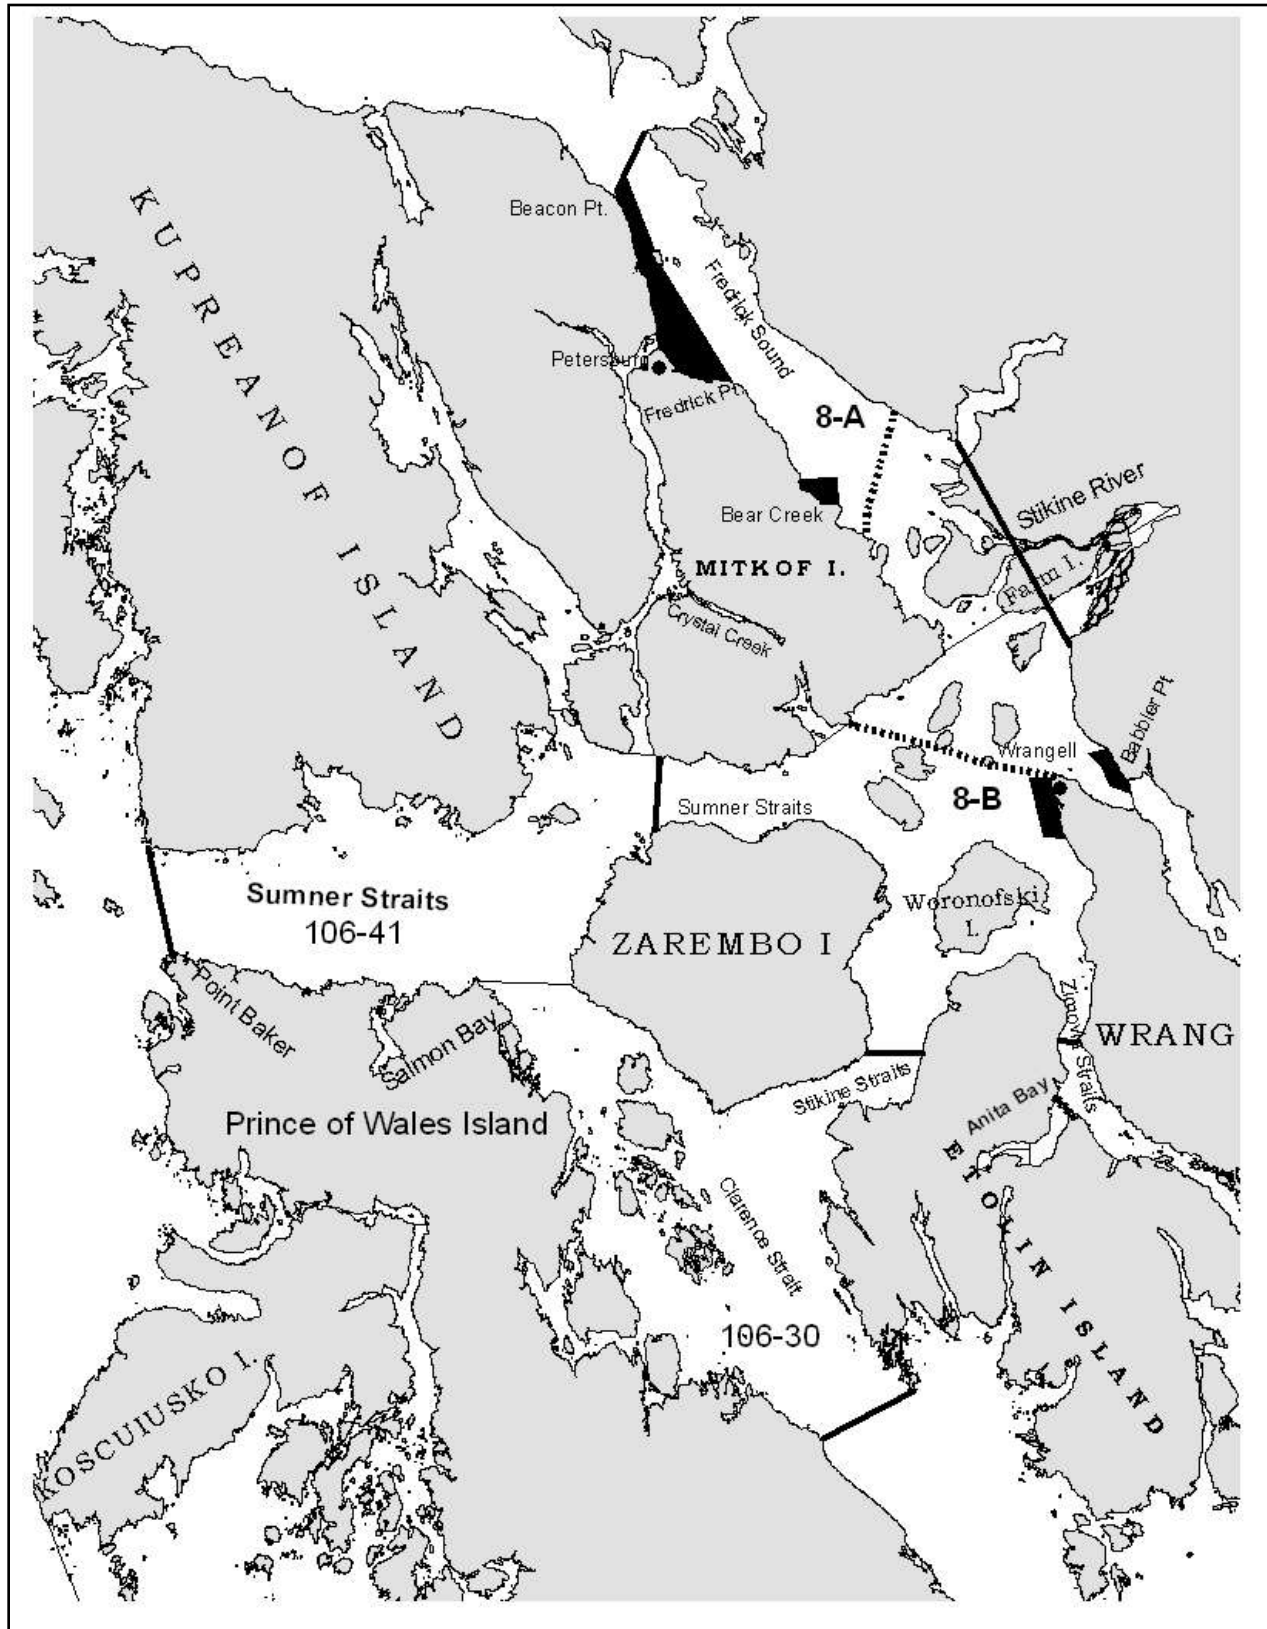 KUPREANOF ISLAND
Beacon Pt.
Fredrick Sound
Petersburg
Fredrick Pt.
8-A
Stikine River
Bear Creek
MITKOF I.
Farm I.
Crystal Creek
Babbler Pt
Wrangell
8-B
Sumner Straits
Sumner Straits
106-41
Woronofski
I.
ZAREMBO I
Point Baker
Salmon Bay
Zimovia Straits
WRANG
Stikine Straits
Anita Bay
Prince of Wales Island
ETOLIN ISLAND
Clarence Strait
106-30
KOSCUIUSKO I.